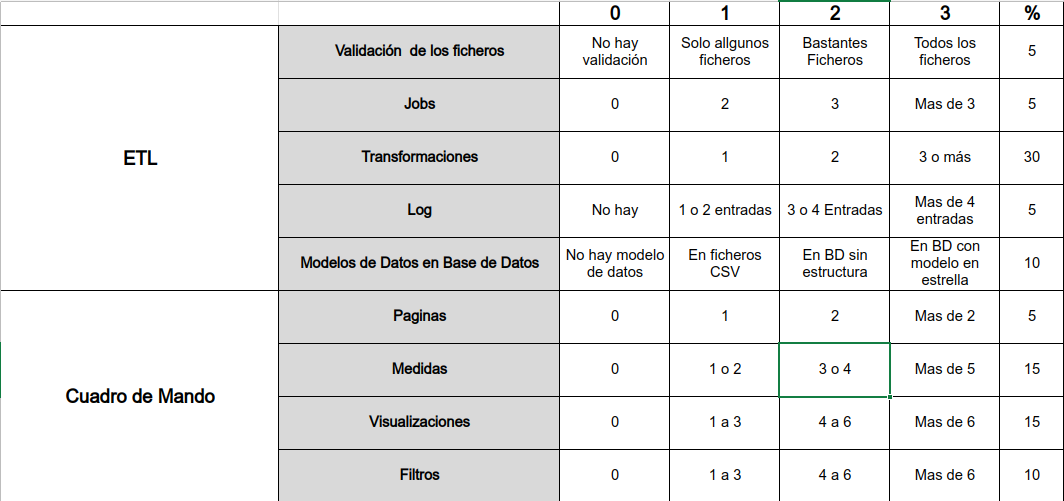 0 1 2 3 %
ETL
Validación de los ficheros
No hay
validación
Solo allgunos
ficheros
Bastantes
Ficheros
Todos los
ficheros
5
Jobs 0 2 3 Mas de 3 5
Transformaciones 0 1 2 3 o más 30
Log
No hay
1 o 2 entradas
3 o 4 Entradas
Mas de 4
entradas
5
Modelos de Datos en Base de Datos
No hay modelo
de datos
En ficheros
CSV
En BD sin
estructura
En BD con
modelo en
estrella
10
Cuadro de Mando
Paginas 0 1 2 Mas de 2 5
Medidas 0 1 o 2 3 o 4 Mas de 5 15
Visualizaciones 0 1 a 3 4 a 6 Mas de 6 15
Filtros 0 1 a 3 4 a 6 Mas de 6 10